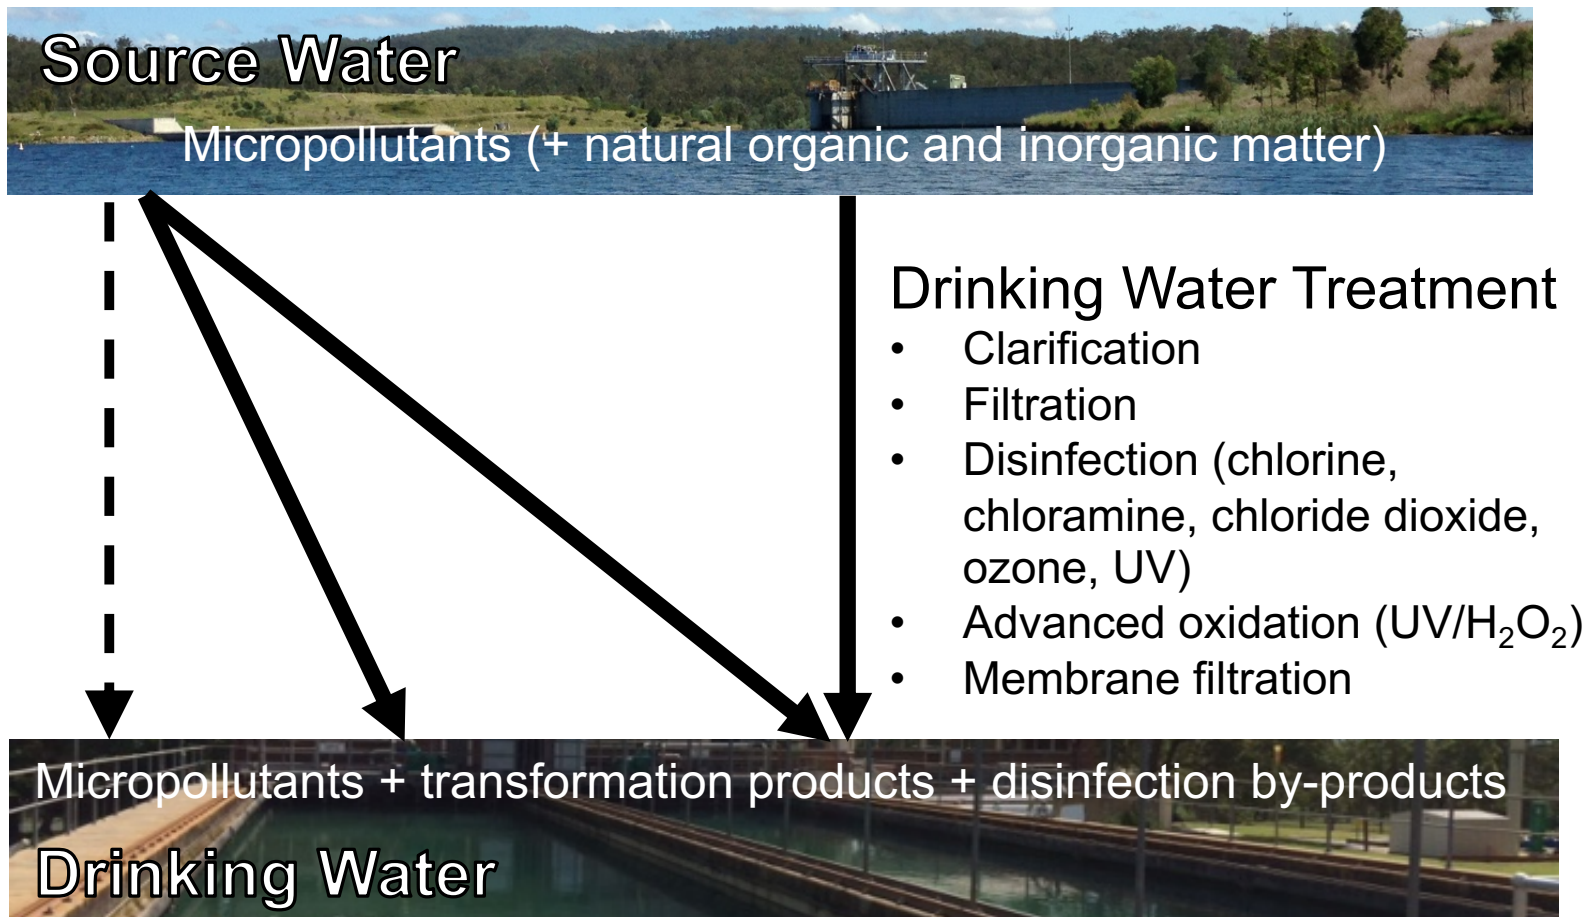 Source Water
Micropollutants (+ natural organic and inorganic matter)
Drinking Water Treatment
• Clarification
• Filtration
• Disinfection (chlorine,
chloramine, chloride dioxide,
ozone, UV)
• Advanced oxidation (UV/H₂O₂)
• Membrane filtration
Micropollutants + transformation products + disinfection by-products
Drinking Water